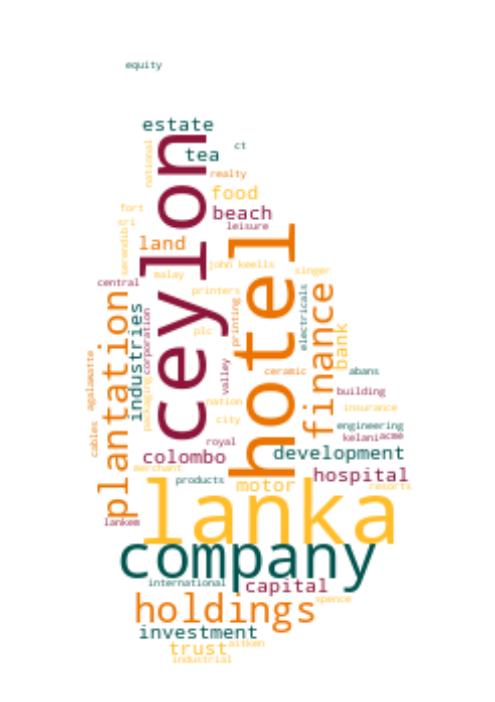 equity
estate
national
ceylon
tea
ct
realty
food
fort
beach
tri
leisure
serendib
land
hotel
john keells
malay
singer
central
printers
finance
electricals
plantation
industries
corporation
printing
plc
bank
agalawatte
valley
ceramic
abans
packaging
building
nation
insurance
city
cables
engineering
royal
kelani
acme
colombo
development
merchant
hospital
products
motor
resorts
lanka
lankem
company
international
capital
holdings
spence
investment
trust
aitken
industrial